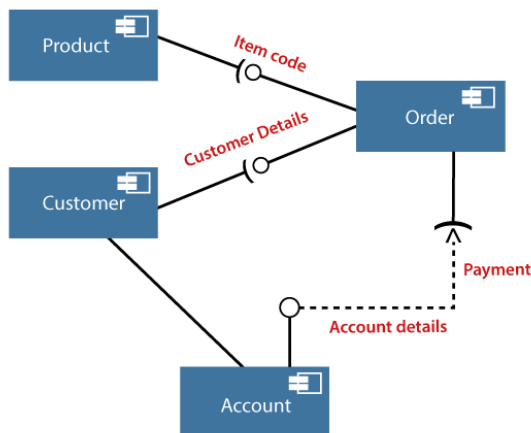 Product
Item code
Order
Customer Details
Customer
Payment
Account details
Account